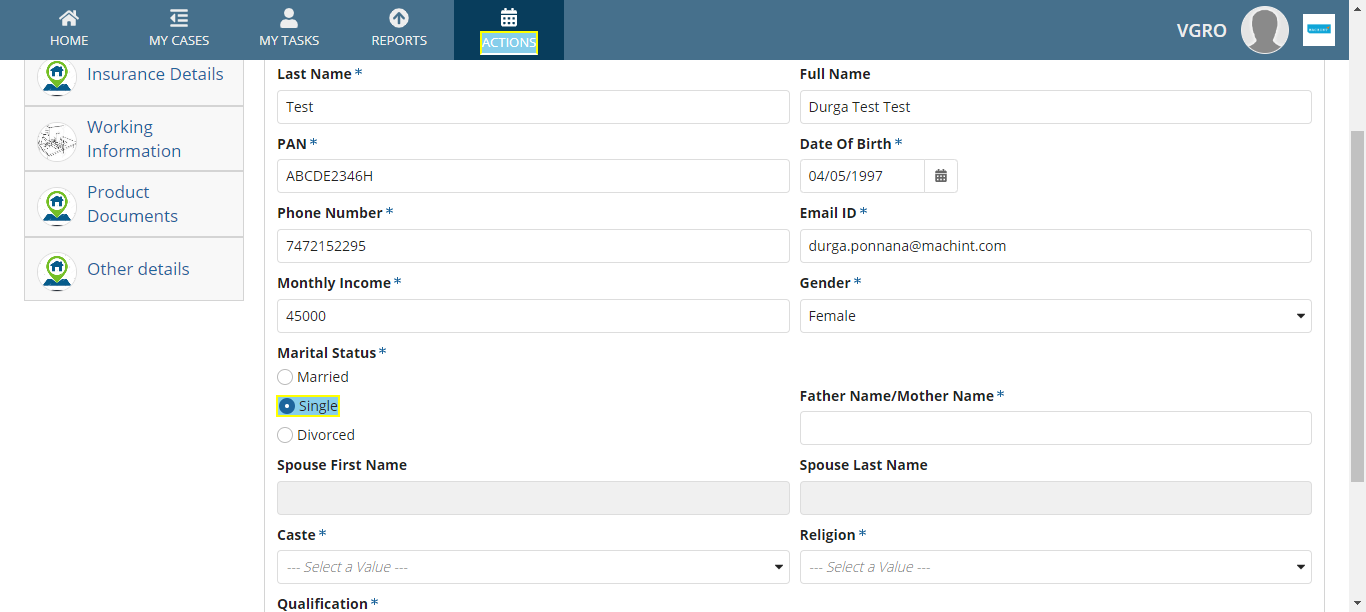 HOME
MY CASES
MY TASKS
REPORTS
ACTIONS
VGRO
MACHINT
Insurance Details
Working
Information
Product
Documents
Other details
Last Name *
Full Name
Test
Durga Test Test
PAN *
Date Of Birth *
ABCDE2346H
04/05/1997
Phone Number *
Email ID *
7472152295
durga.ponnana@machint.com
Monthly Income *
Gender *
45000
Female
Marital Status *
Married
Single
Divorced
Father Name/Mother Name *
Spouse First Name
Spouse Last Name
Caste *
Religion *
--- Select a Value ---
--- Select a Value ---
Qualification *